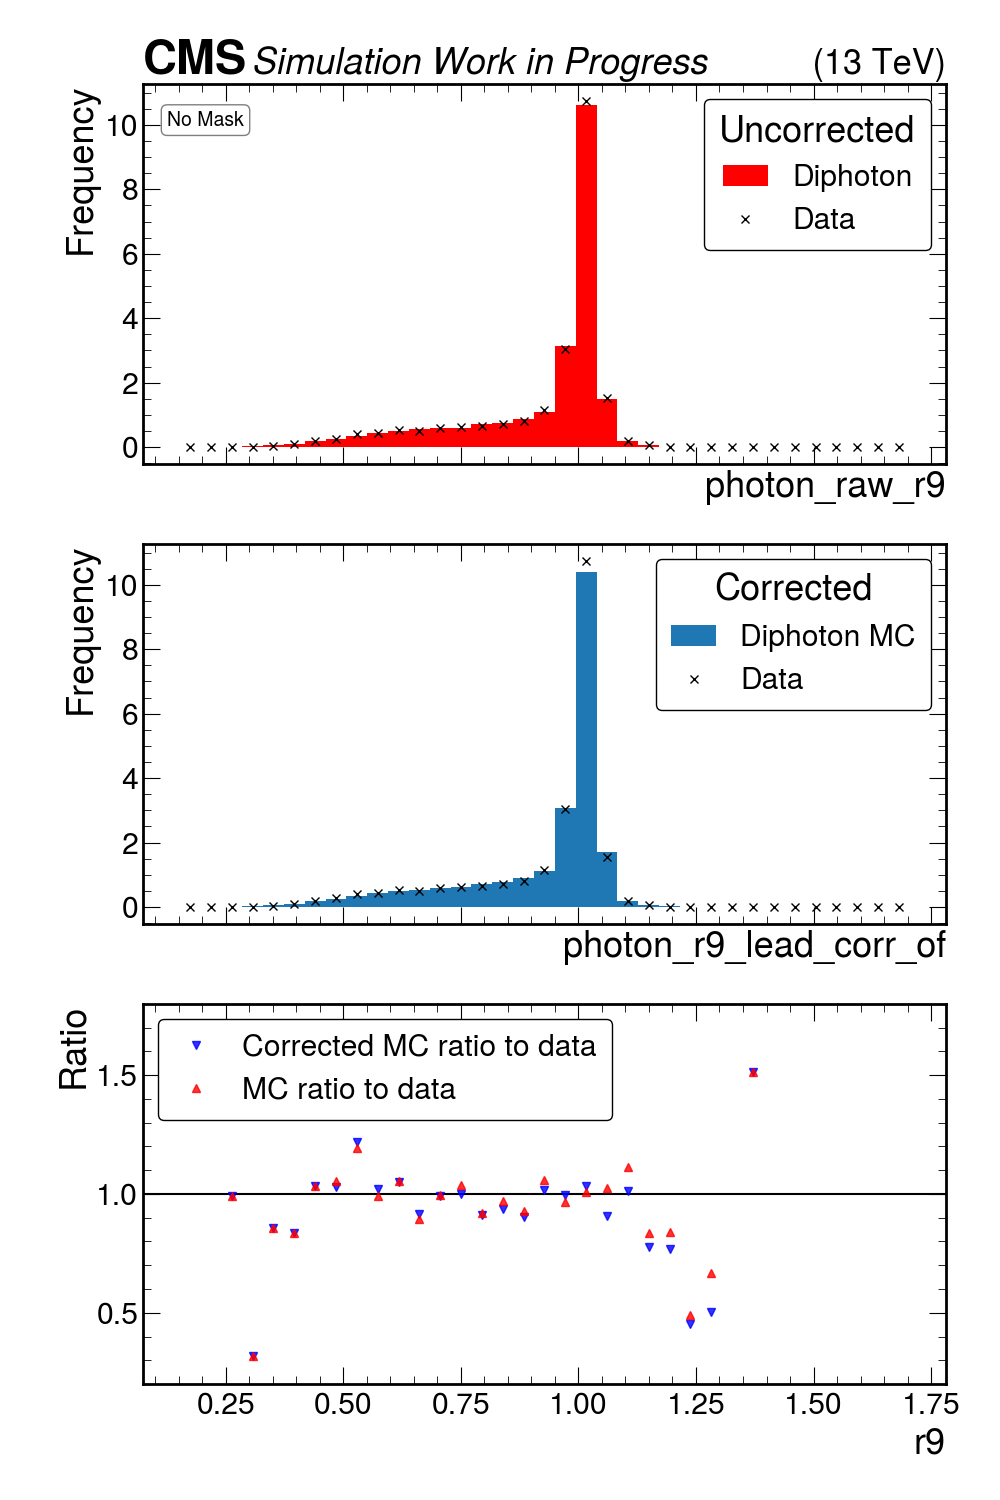 CMS Simulation Work in Progress (13 TeV)
Frequency
10
8
6
4
2
0
No Mask
Uncorrected
Diphoton
Data
photon_raw_r9
Frequency
10
8
6
4
2
0
Corrected
Diphoton MC
Data
photon_r9_lead_corr_of
Ratio
1.5
1.0
0.5
Corrected MC ratio to data
MC ratio to data
0.25 0.50 0.75 1.00 1.25 1.50 1.75
r9